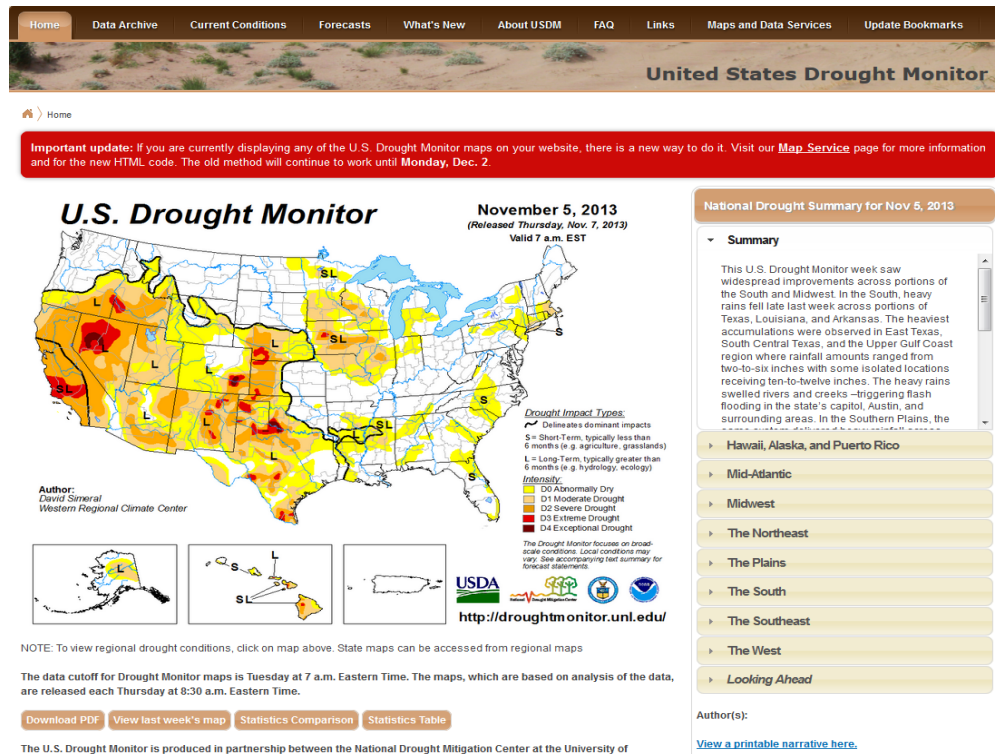 Home Data Archive Current Conditions Forecasts What's New About USDM FAQ Links Maps and Data Services Update Bookmarks
United States Drought Monitor
Home
Important update: If you are currently displaying any of the U.S. Drought Monitor maps on your website, there is a new way to do it. Visit our Map Service page for more information
and for the new HTML code. The old method will continue to work until Monday, Dec. 2.
U.S. Drought Monitor
November 5, 2013
(Released Thursday, Nov. 7, 2013)
Valid 7 a.m. EST
SL
L
S
L
SL
L
L
L
L
L
SL
S
S
Drought Impact Types:
Delineates dominant impacts
S = Short-Term, typically less than
6 months (e.g. agriculture, grasslands)
L = Long-Term, typically greater than
6 months (e.g. hydrology, ecology)
Intensity:
D0 Abnormally Dry
D1 Moderate Drought
D2 Severe Drought
D3 Extreme Drought
D4 Exceptional Drought
Author:
David Simeral
Western Regional Climate Center
The Drought Monitor focuses on broad-
scale conditions. Local conditions may
vary. See accompanying text summary for
forecast statements.
L
L
S
SL
USDA
National Drought Mitigation Center
http://droughtmonitor.unl.edu/
NOTE: To view regional drought conditions, click on map above. State maps can be accessed from regional maps
The data cutoff for Drought Monitor maps is Tuesday at 7 a.m. Eastern Time. The maps, which are based on analysis of the data,
are released each Thursday at 8:30 a.m. Eastern Time.
Download PDF View last week's map Statistics Comparison Statistics Table
The U.S. Drought Monitor is produced in partnership between the National Drought Mitigation Center at the University of
National Drought Summary for Nov 5, 2013
Summary
This U.S. Drought Monitor week saw
widespread improvements across portions of
the South and Midwest. In the South, heavy
rains fell late last week across portions of
Texas, Louisiana, and Arkansas. The heaviest
accumulations were observed in East Texas,
South Central Texas, and the Upper Gulf Coast
region where rainfall amounts ranged from
two-to-six inches with some isolated locations
receiving ten-to-twelve inches. The heavy rains
swelled rivers and creeks –triggering flash
flooding in the state's capitol, Austin, and
surrounding areas. In the Southern Plains, the
Hawaii, Alaska, and Puerto Rico
Mid-Atlantic
Midwest
The Northeast
The Plains
The South
The Southeast
The West
Looking Ahead
Author(s):
View a printable narrative here.